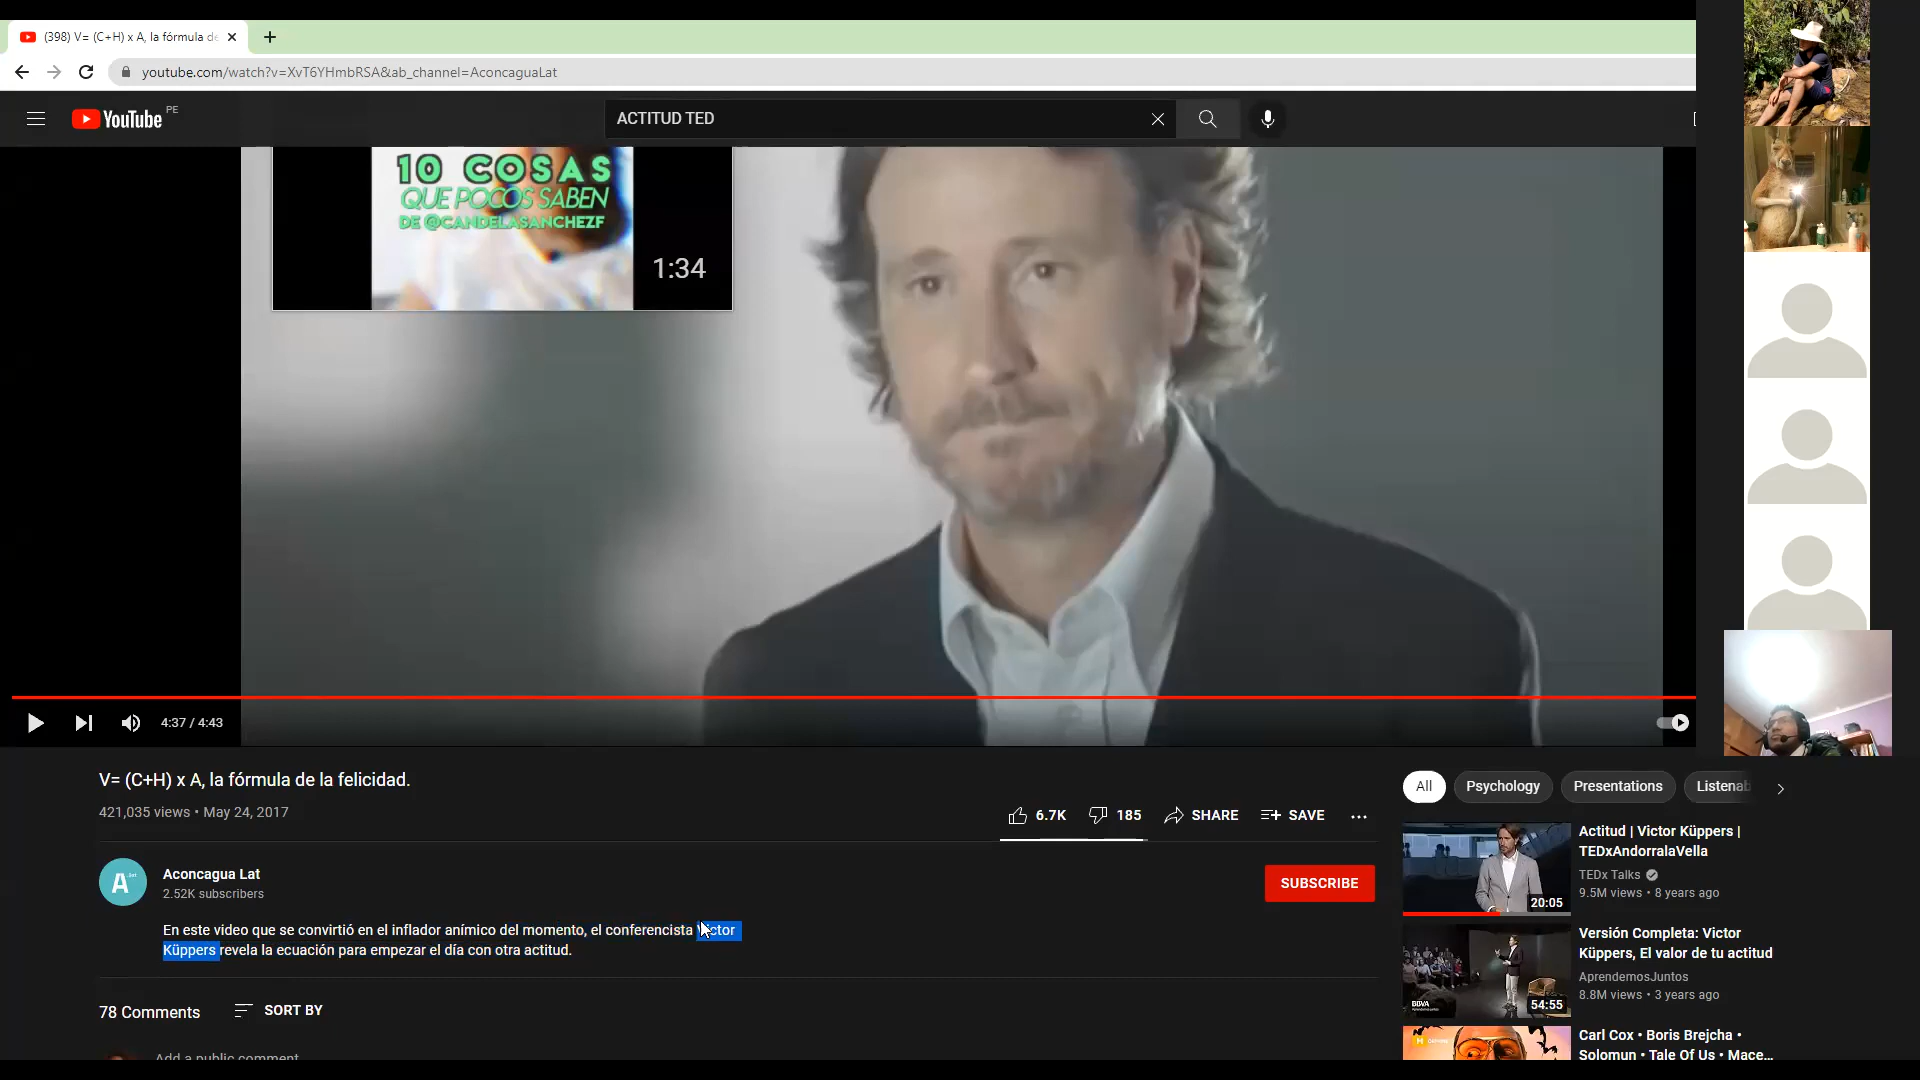 (398) V= (C+H) x A, la fórmula de
youtube.com/watch?v=XvT6YHmbRSA&ab_channel=AconcaguaLat
YouTube PE
ACTITUD TED
10 COSAS
QUE POCOS SABEN
DE @CANDELASANCHEZF
1:34
4:37 / 4:43
V= (C+H) x A, la fórmula de la felicidad.
421,035 views • May 24, 2017
6.7K
185
SHARE
SAVE
Aconcagua Lat
2.52K subscribers
SUBSCRIBE
En este video que se convirtió en el inflador anímico del momento, el conferencista Victor
Küppers revela la ecuación para empezar el día con otra actitud.
78 Comments
SORT BY
Add a public comment
All
Psychology
Presentations
Listenab
Actitud | Victor Küppers |
TEDxAndorralaVella
TEDx Talks
9.5M views • 8 years ago
20:05
Versión Completa: Victor
Küppers, El valor de tu actitud
AprendemosJuntos
8.8M views • 3 years ago
BBVA
54:55
Carl Cox • Boris Brejcha •
Solomun • Tale Of Us • Mace...